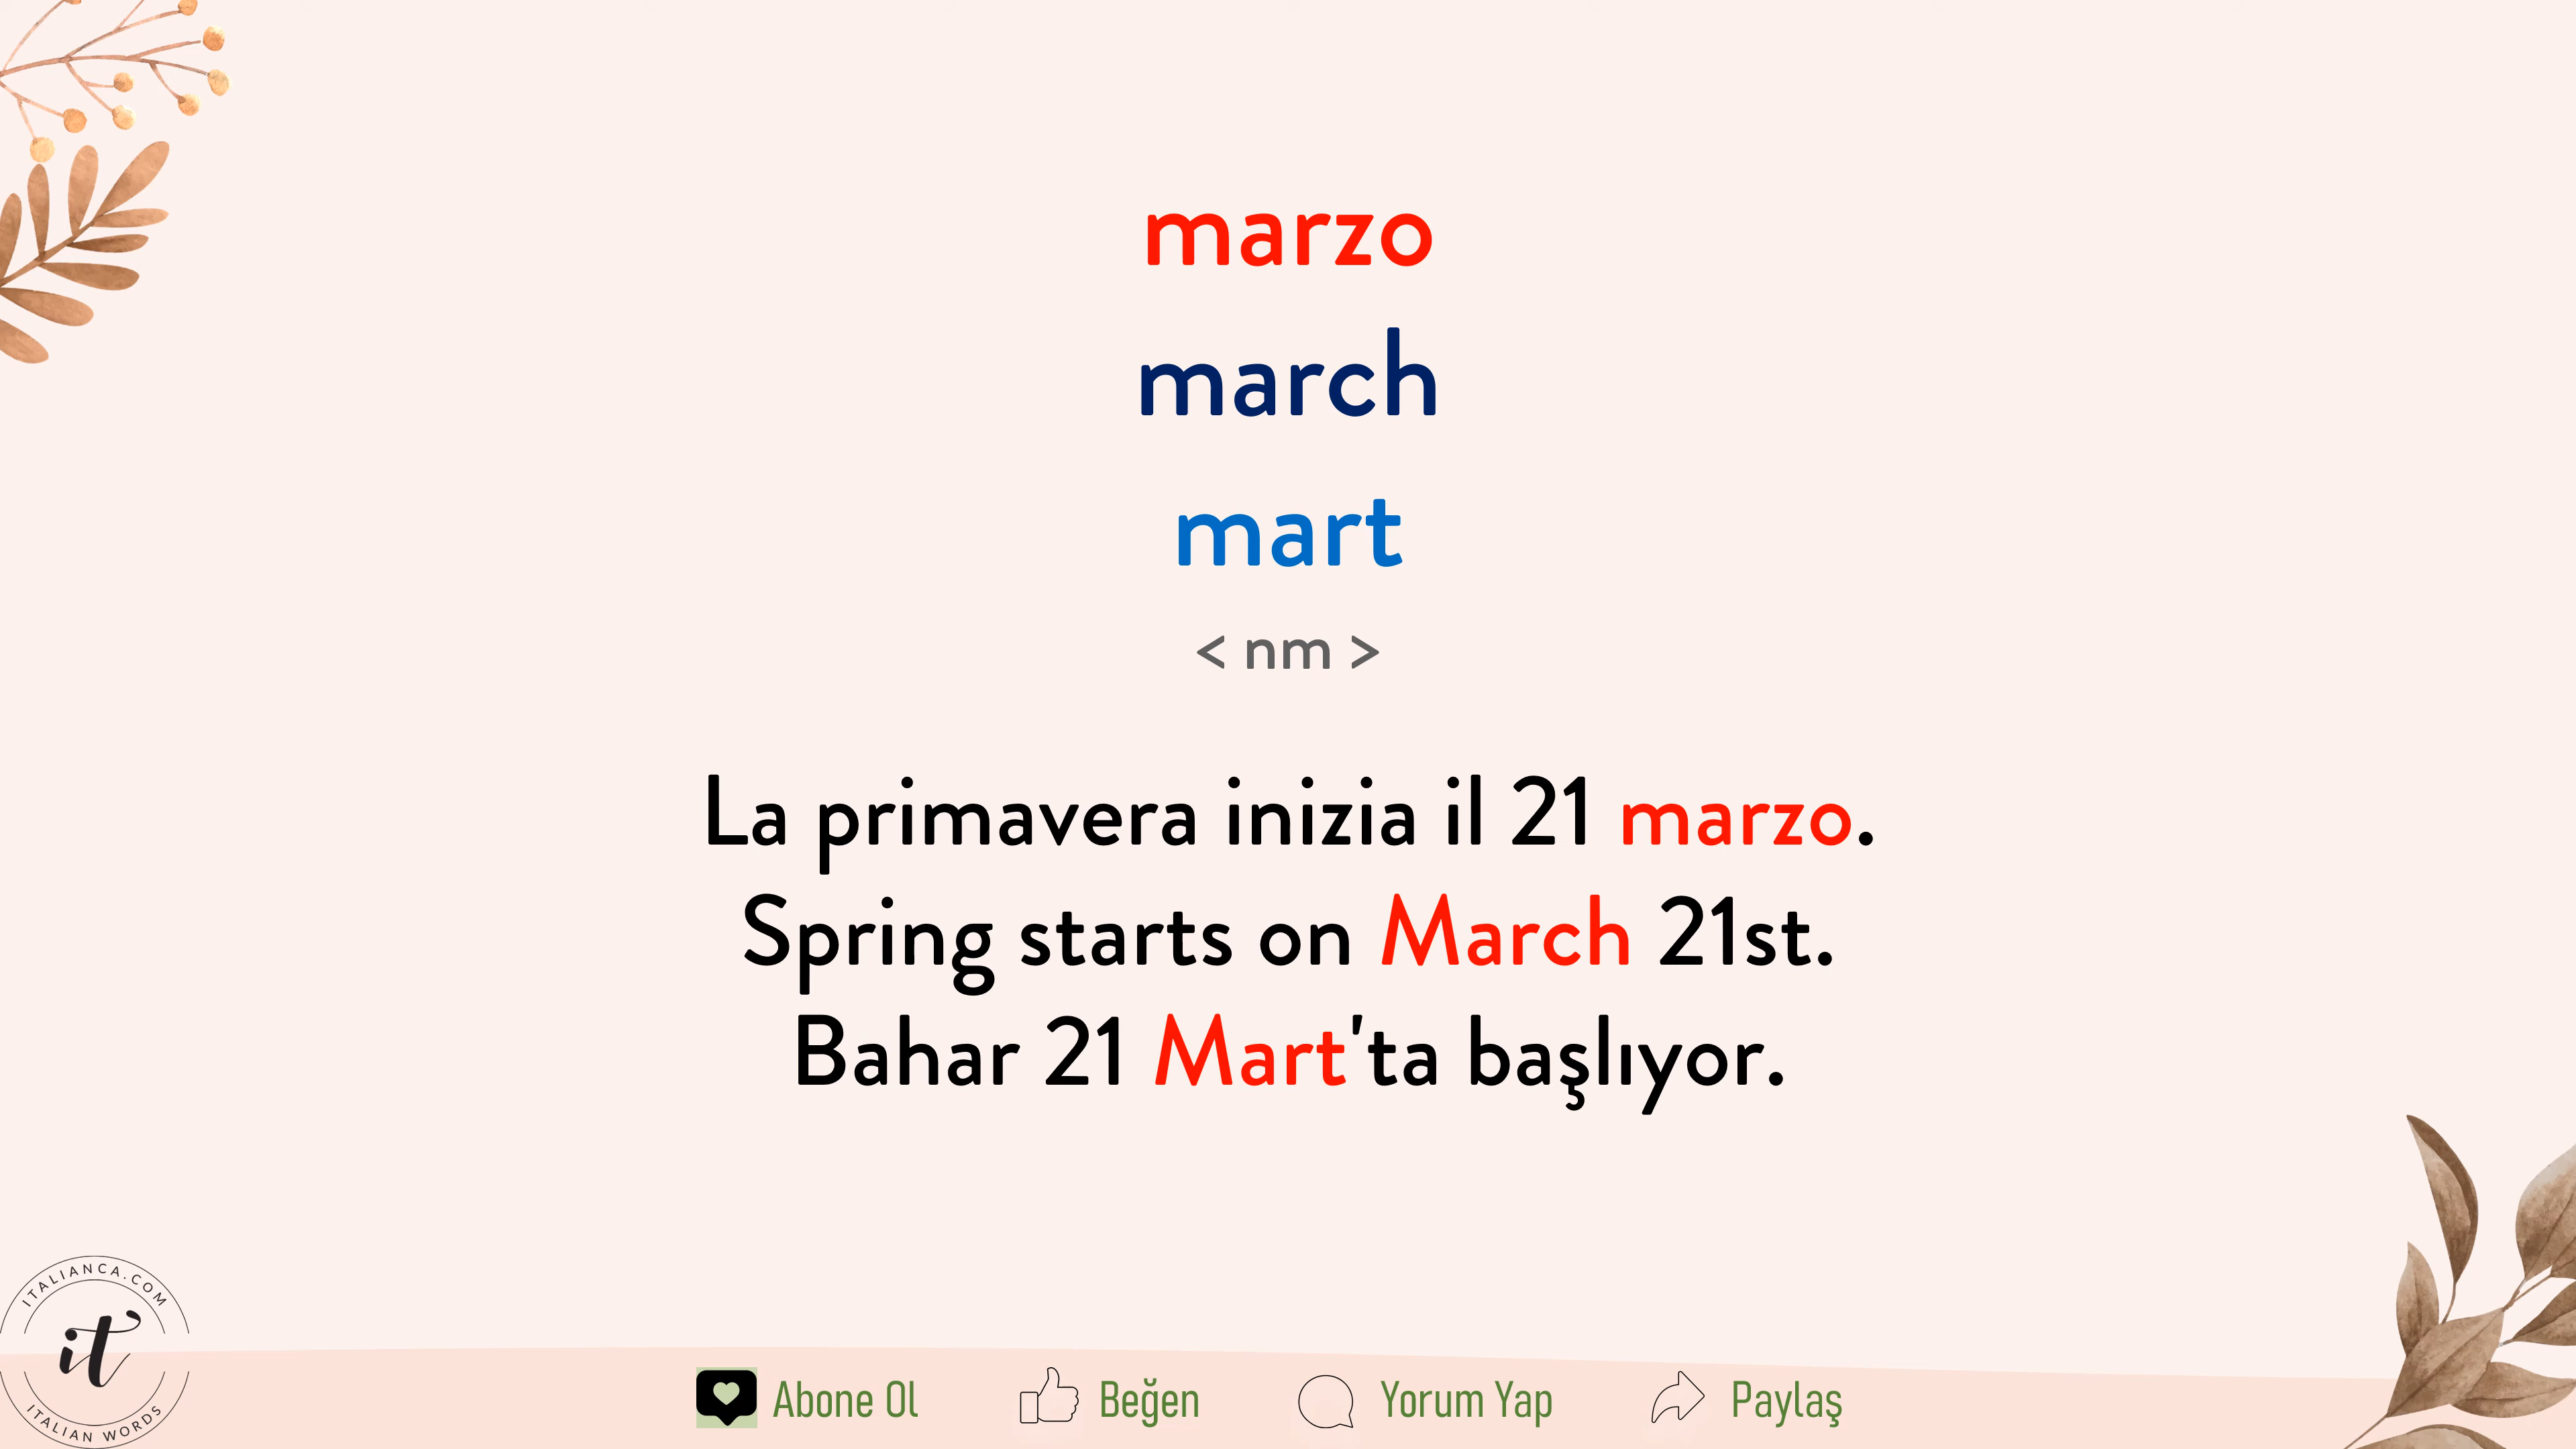 marzo
march
mart
< nm >
La primavera inizia il 21 marzo.
Spring starts on March 21st.
Bahar 21 Mart'ta başlıyor.
ITALIANCA.COM
it
ITALIAN WORDS
Abone Ol
Beğen
Yorum Yap
Paylaş